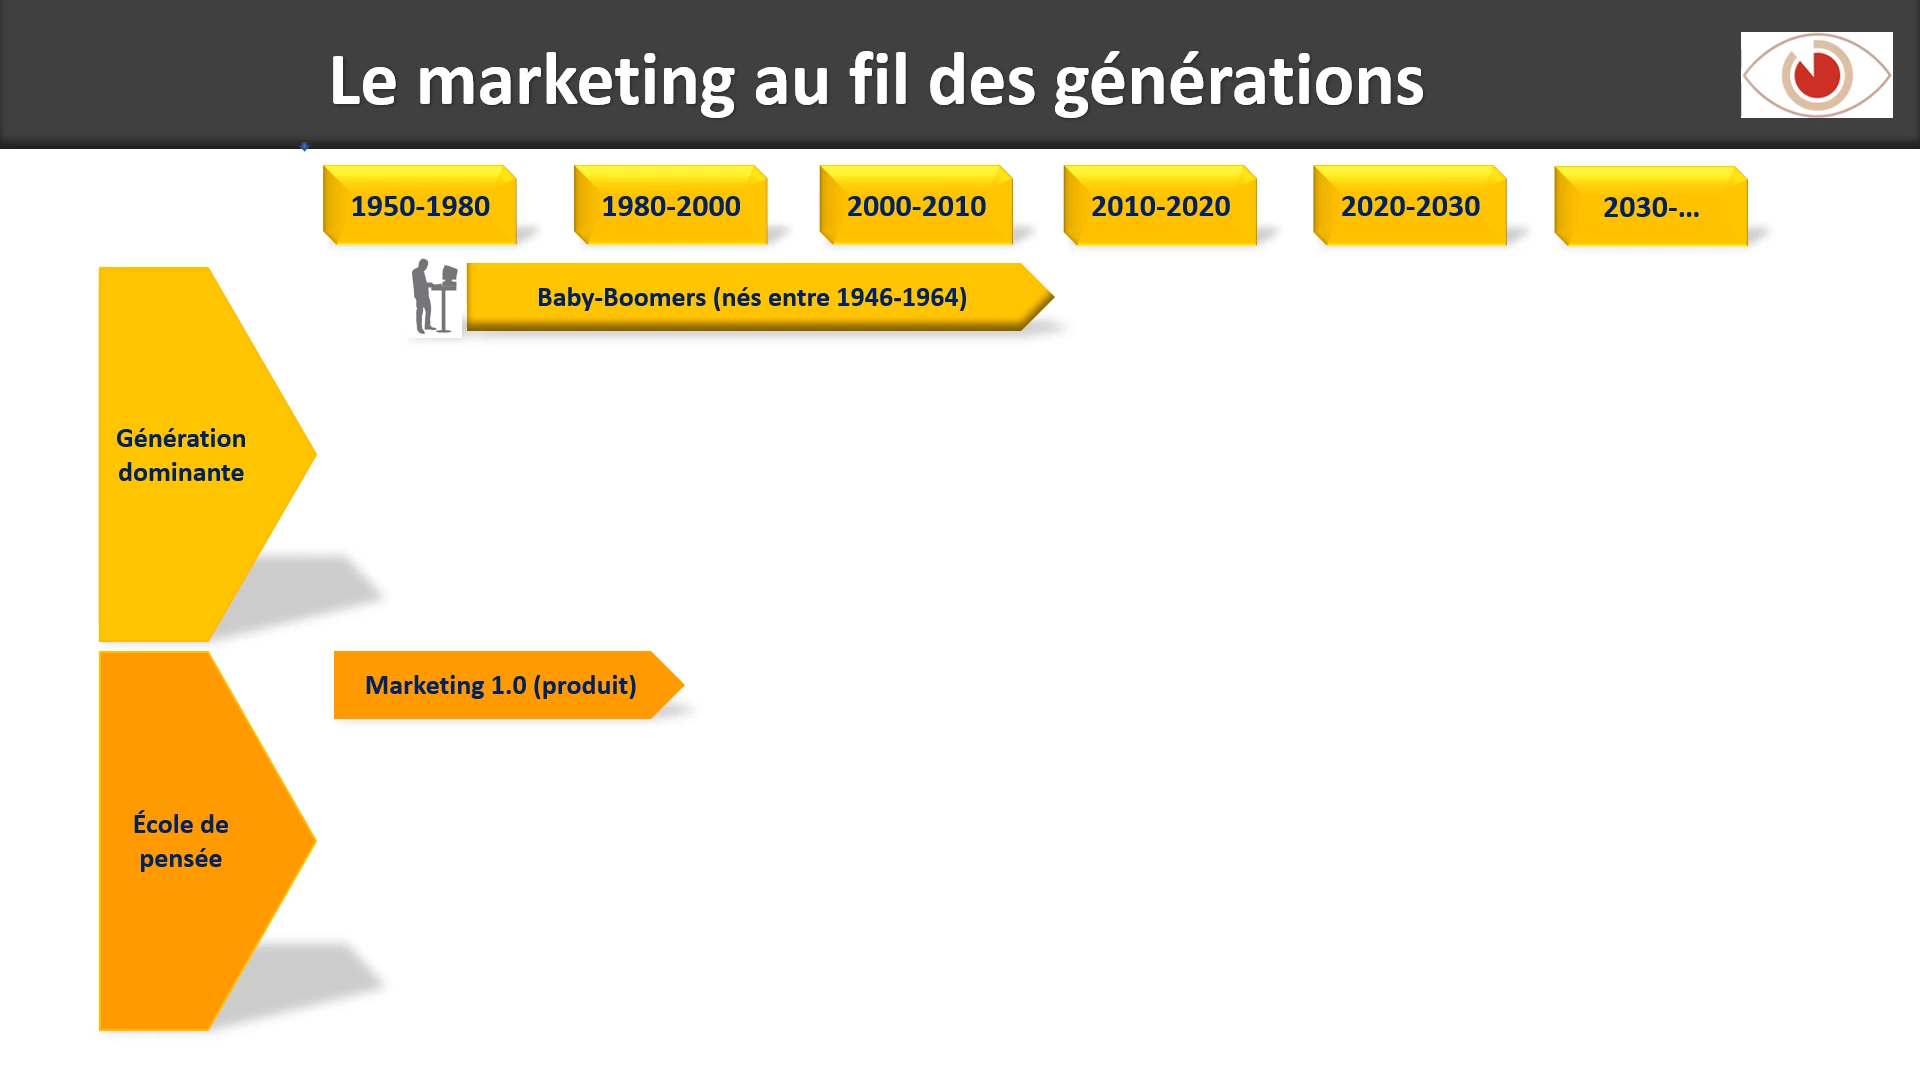 Le marketing au fil des générations
1950-1980
1980-2000
2000-2010
2010-2020
2020-2030
2030-...
Baby-Boomers (nés entre 1946-1964)
Génération
dominante
Marketing 1.0 (produit)
École de
pensée